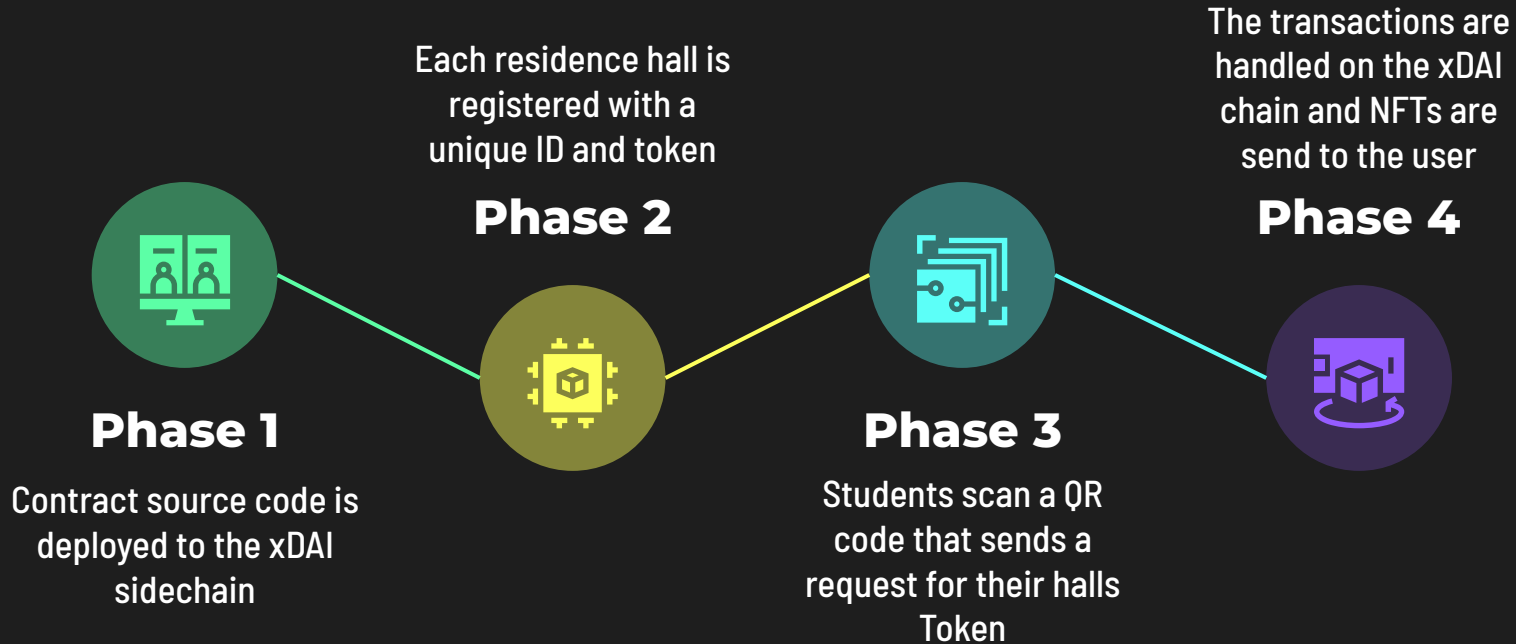 Phase 1
Contract source code is
deployed to the xDAI
sidechain
Each residence hall is
registered with a
unique ID and token
Phase 2
Phase 3
Students scan a QR
code that sends a
request for their halls
Token
The transactions are
handled on the xDAI
chain and NFTs are
send to the user
Phase 4